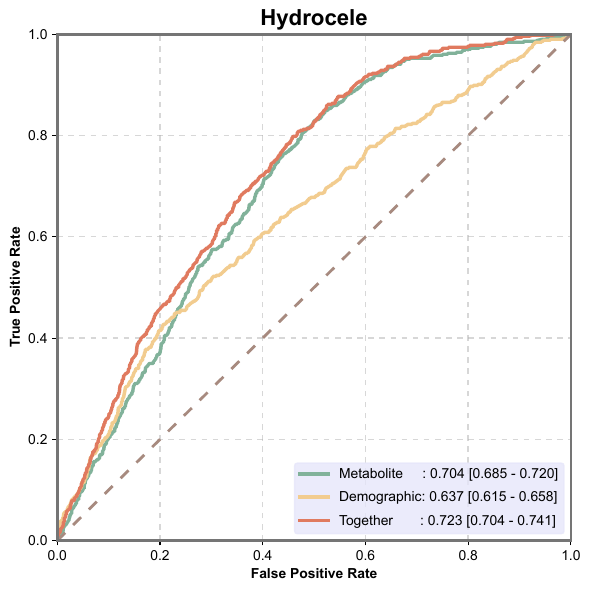 Hydrocele
True Positive Rate
1.0
0.8
0.6
0.4
0.2
0.0
Metabolite : 0.704 [0.685 - 0.720]
Demographic: 0.637 [0.615 - 0.658]
Together : 0.723 [0.704 - 0.741]
0.0 0.2 0.4 0.6 0.8 1.0
False Positive Rate